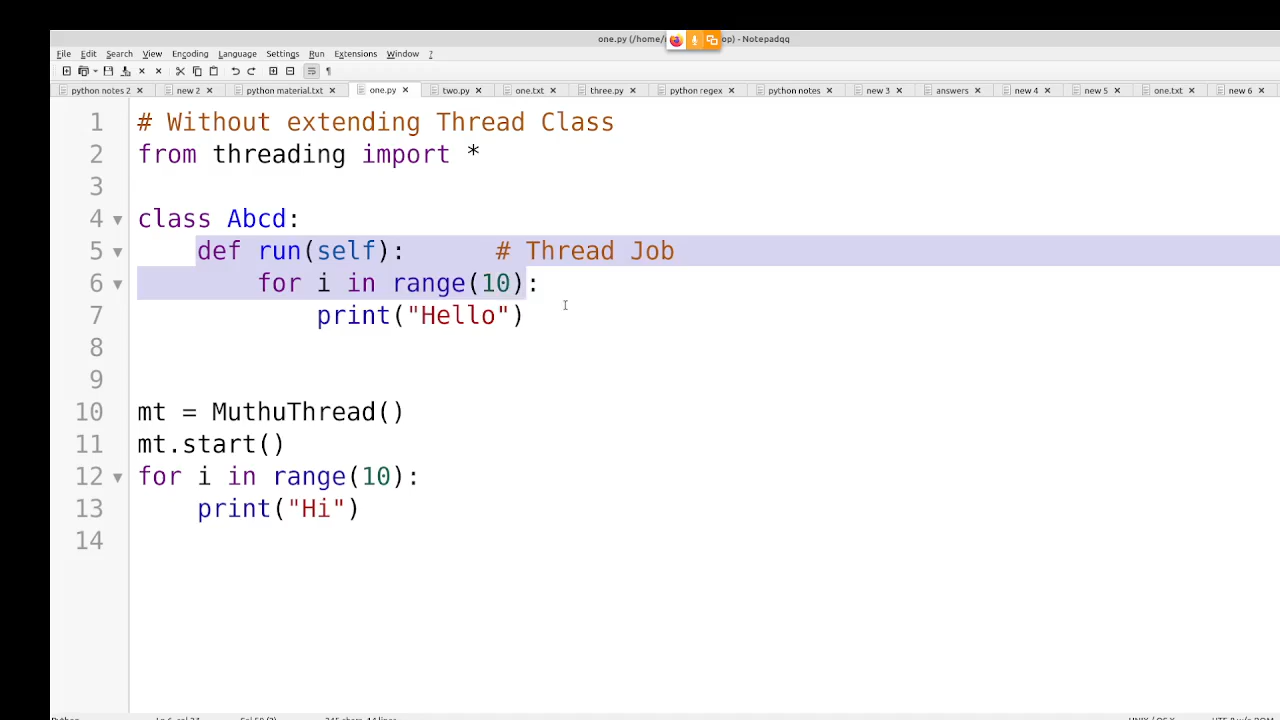 one.py (/home/ op) - Notepadqq
File Edit Search View Encoding Language Settings Run Extensions Window ?
python notes 2 new 2 python material.txt one.py two.py one.txt three.py python regex python notes new 3 answers new 4 new 5 one.txt new 6
1 # Without extending Thread Class
2 from threading import *
3
4 class Abcd:
5 def run(self): # Thread Job
6 for i in range(10):
7 print("Hello")
8
9
10 mt = MuthuThread()
11 mt.start()
12 for i in range(10):
13 print("Hi")
14